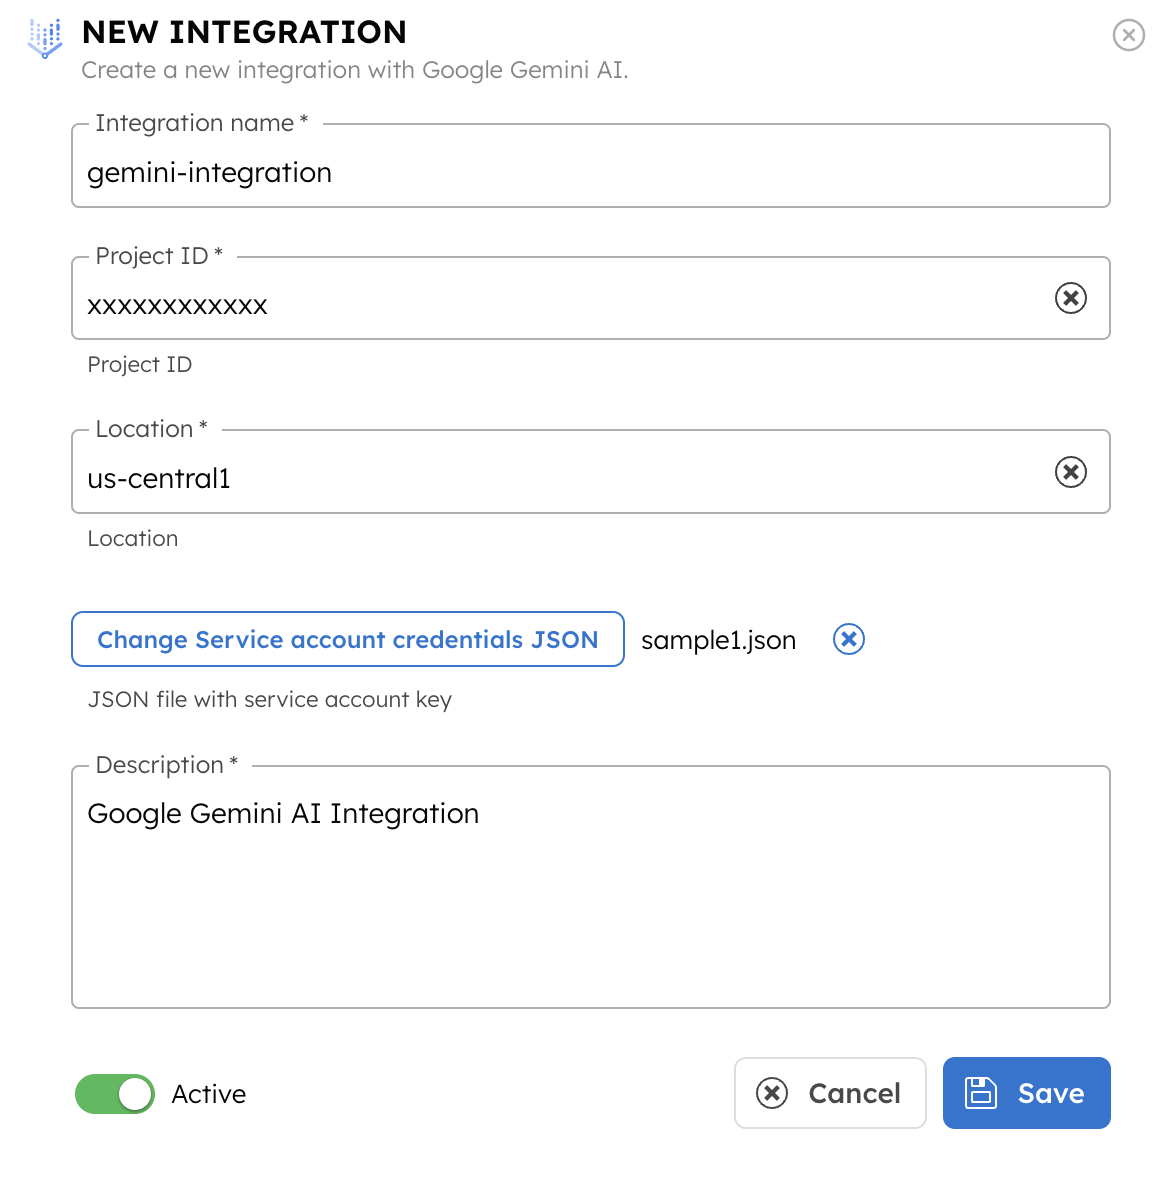 NEW INTEGRATION
Create a new integration with Google Gemini AI.
Integration name *
gemini-integration
Project ID *
xxxxxxxxxxxx
Project ID
Location *
us-central1
Location
Change Service account credentials JSON sample1.json
JSON file with service account key
Description *
Google Gemini AI Integration
Active Cancel Save